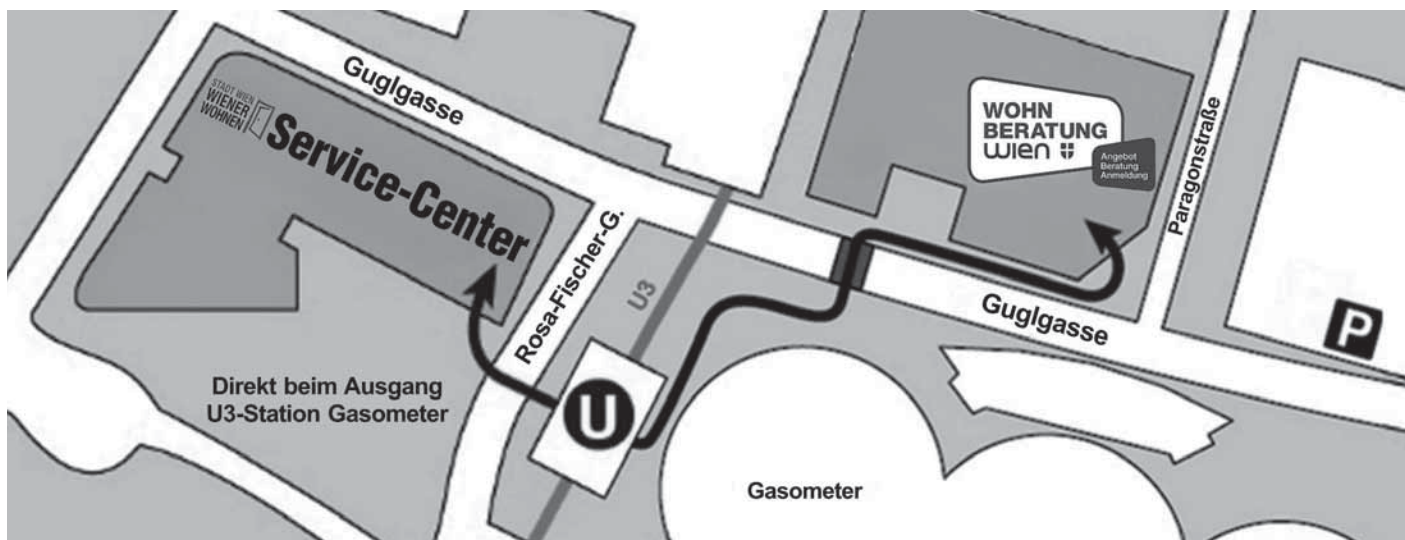 Guglgasse
STADT WIEN
WIENER
WOHNEN
Service-Center
WOHN
BERATUNG
WIEN
Angebot
Beratung
Anmeldung
Paragonstraße
Rosa-Fischer-G.
U3
Guglgasse
P
Direkt beim Ausgang
U3-Station Gasometer
U
Gasometer